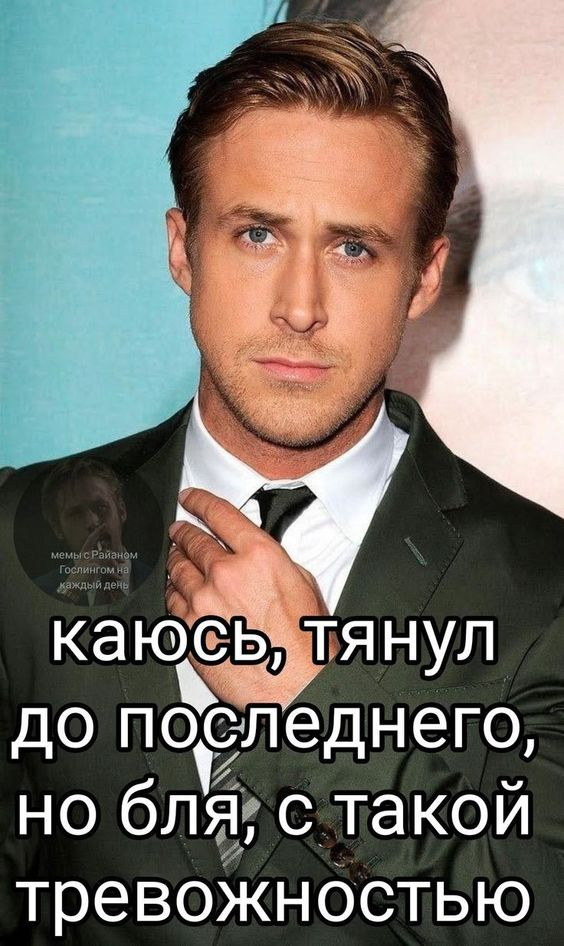 мемы с Райаном
Гослингом на
каждый день
каюсь, тянул
до последнего,
но бля, с такой
тревожностью